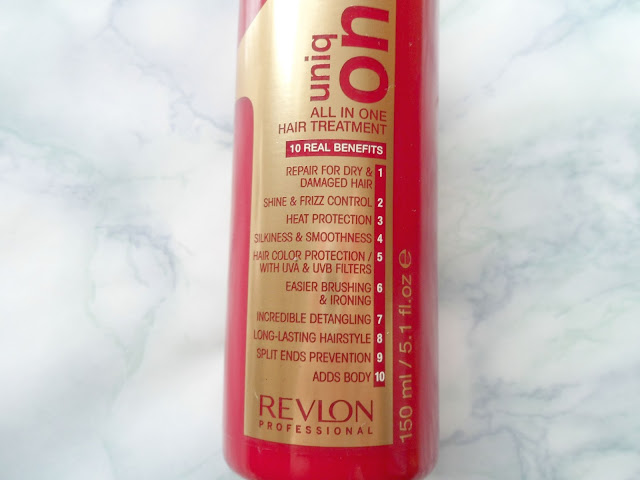 uniq
on
ALL IN ONE
HAIR TREATMENT
10 REAL BENEFITS
REPAIR FOR DRY & 1
DAMAGED HAIR
SHINE & FRIZZ CONTROL 2
HEAT PROTECTION 3
SILKINESS & SMOOTHNESS 4
HAIR COLOR PROTECTION / 5
WITH UVA & UVB FILTERS
EASIER BRUSHING 6
& IRONING
INCREDIBLE DETANGLING 7
LONG-LASTING HAIRSTYLE 8
SPLIT ENDS PREVENTION 9
ADDS BODY 10
REVLON
PROFESSIONAL
150 ml / 5.1 fl.oz ℮